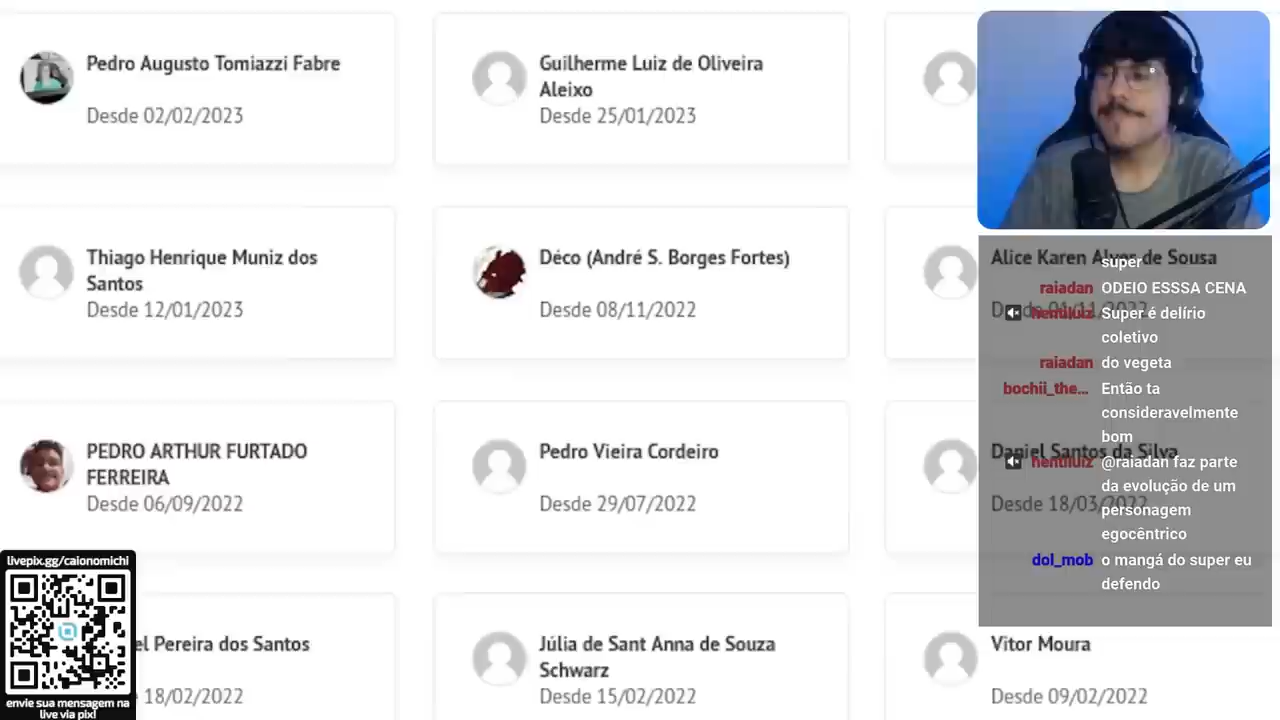 Pedro Augusto Tomiazzi Fabre
Desde 02/02/2023
Guilherme Luiz de Oliveira
Aleixo
Desde 25/01/2023
Thiago Henrique Muniz dos
Santos
Desde 12/01/2023
Déco (André S. Borges Fortes)
Desde 08/11/2022
Alice Karen Alves de Sousa
PEDRO ARTHUR FURTADO
FERREIRA
Desde 06/09/2022
Pedro Vieira Cordeiro
Desde 29/07/2022
Daniel Santos da Silva
Desde 18/03/2022
el Pereira dos Santos
18/02/2022
Júlia de Sant Anna de Souza
Schwarz
Desde 15/02/2022
Vitor Moura
Desde 09/02/2022
super
raiadan ODEIO ESSSA CENA
hentiluiz Super é delírio
coletivo
raiadan do vegeta
bochii_the... Então ta
consideravelmente
bom
hentiluiz @raiadan faz parte
da evolução de um
personagem
egocêntrico
dol_mob o mangá do super eu
defendo
livepix.gg/caionomichi
envie sua mensagem na
live via pix!